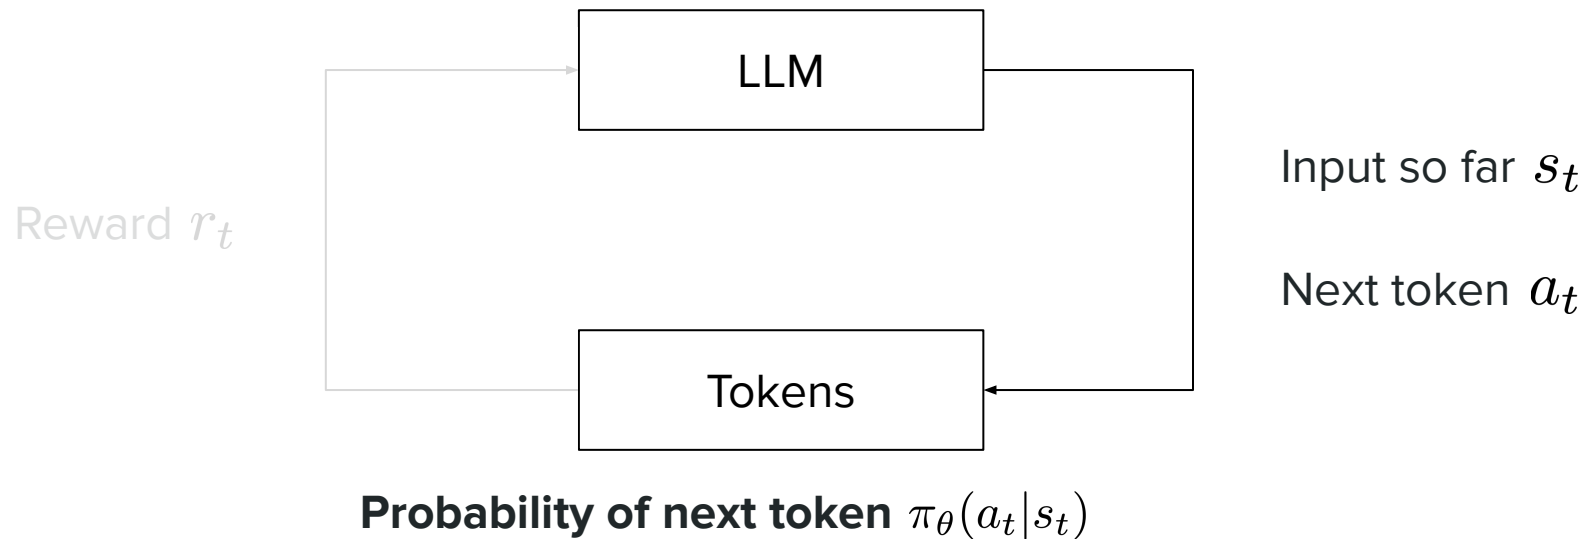 LLM
Input so far s_t
Reward r_t
Next token a_t
Tokens
Probability of next token π_θ(a_t|s_t)